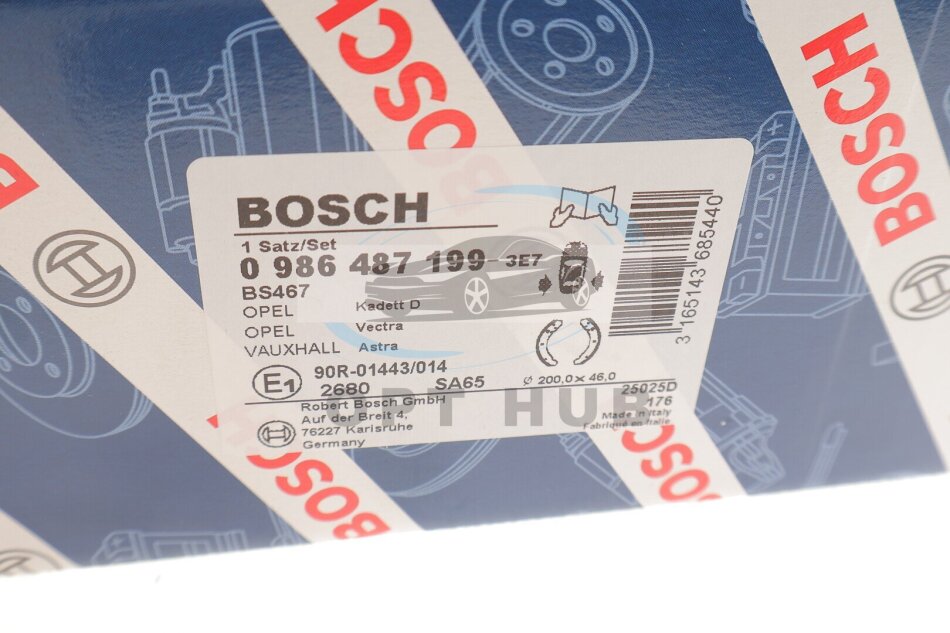 BOSCH
BOSCH
BOSCH
1 Satz/Set
0 986 487 199 3E7
BS467
OPEL Kadett D
OPEL Vectra
VAUXHALL Astra
E1 90R-01443/014
2680 SA65 Ø 200,0 x 46,0 25025D
176
Robert Bosch GmbH
Auf der Breit 4,
76227 Karlsruhe
Germany
Made in Italy
Fabriqué en Italie
3 165143 685440
OPT HUB
BOSCH
BOSCH